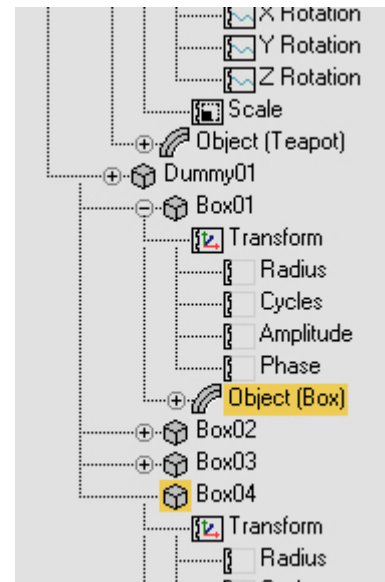 X Rotation
Y Rotation
Z Rotation
Scale
Object (Teapot)
Dummy01
Box01
Transform
Radius
Cycles
Amplitude
Phase
Object (Box)
Box02
Box03
Box04
Transform
Radius